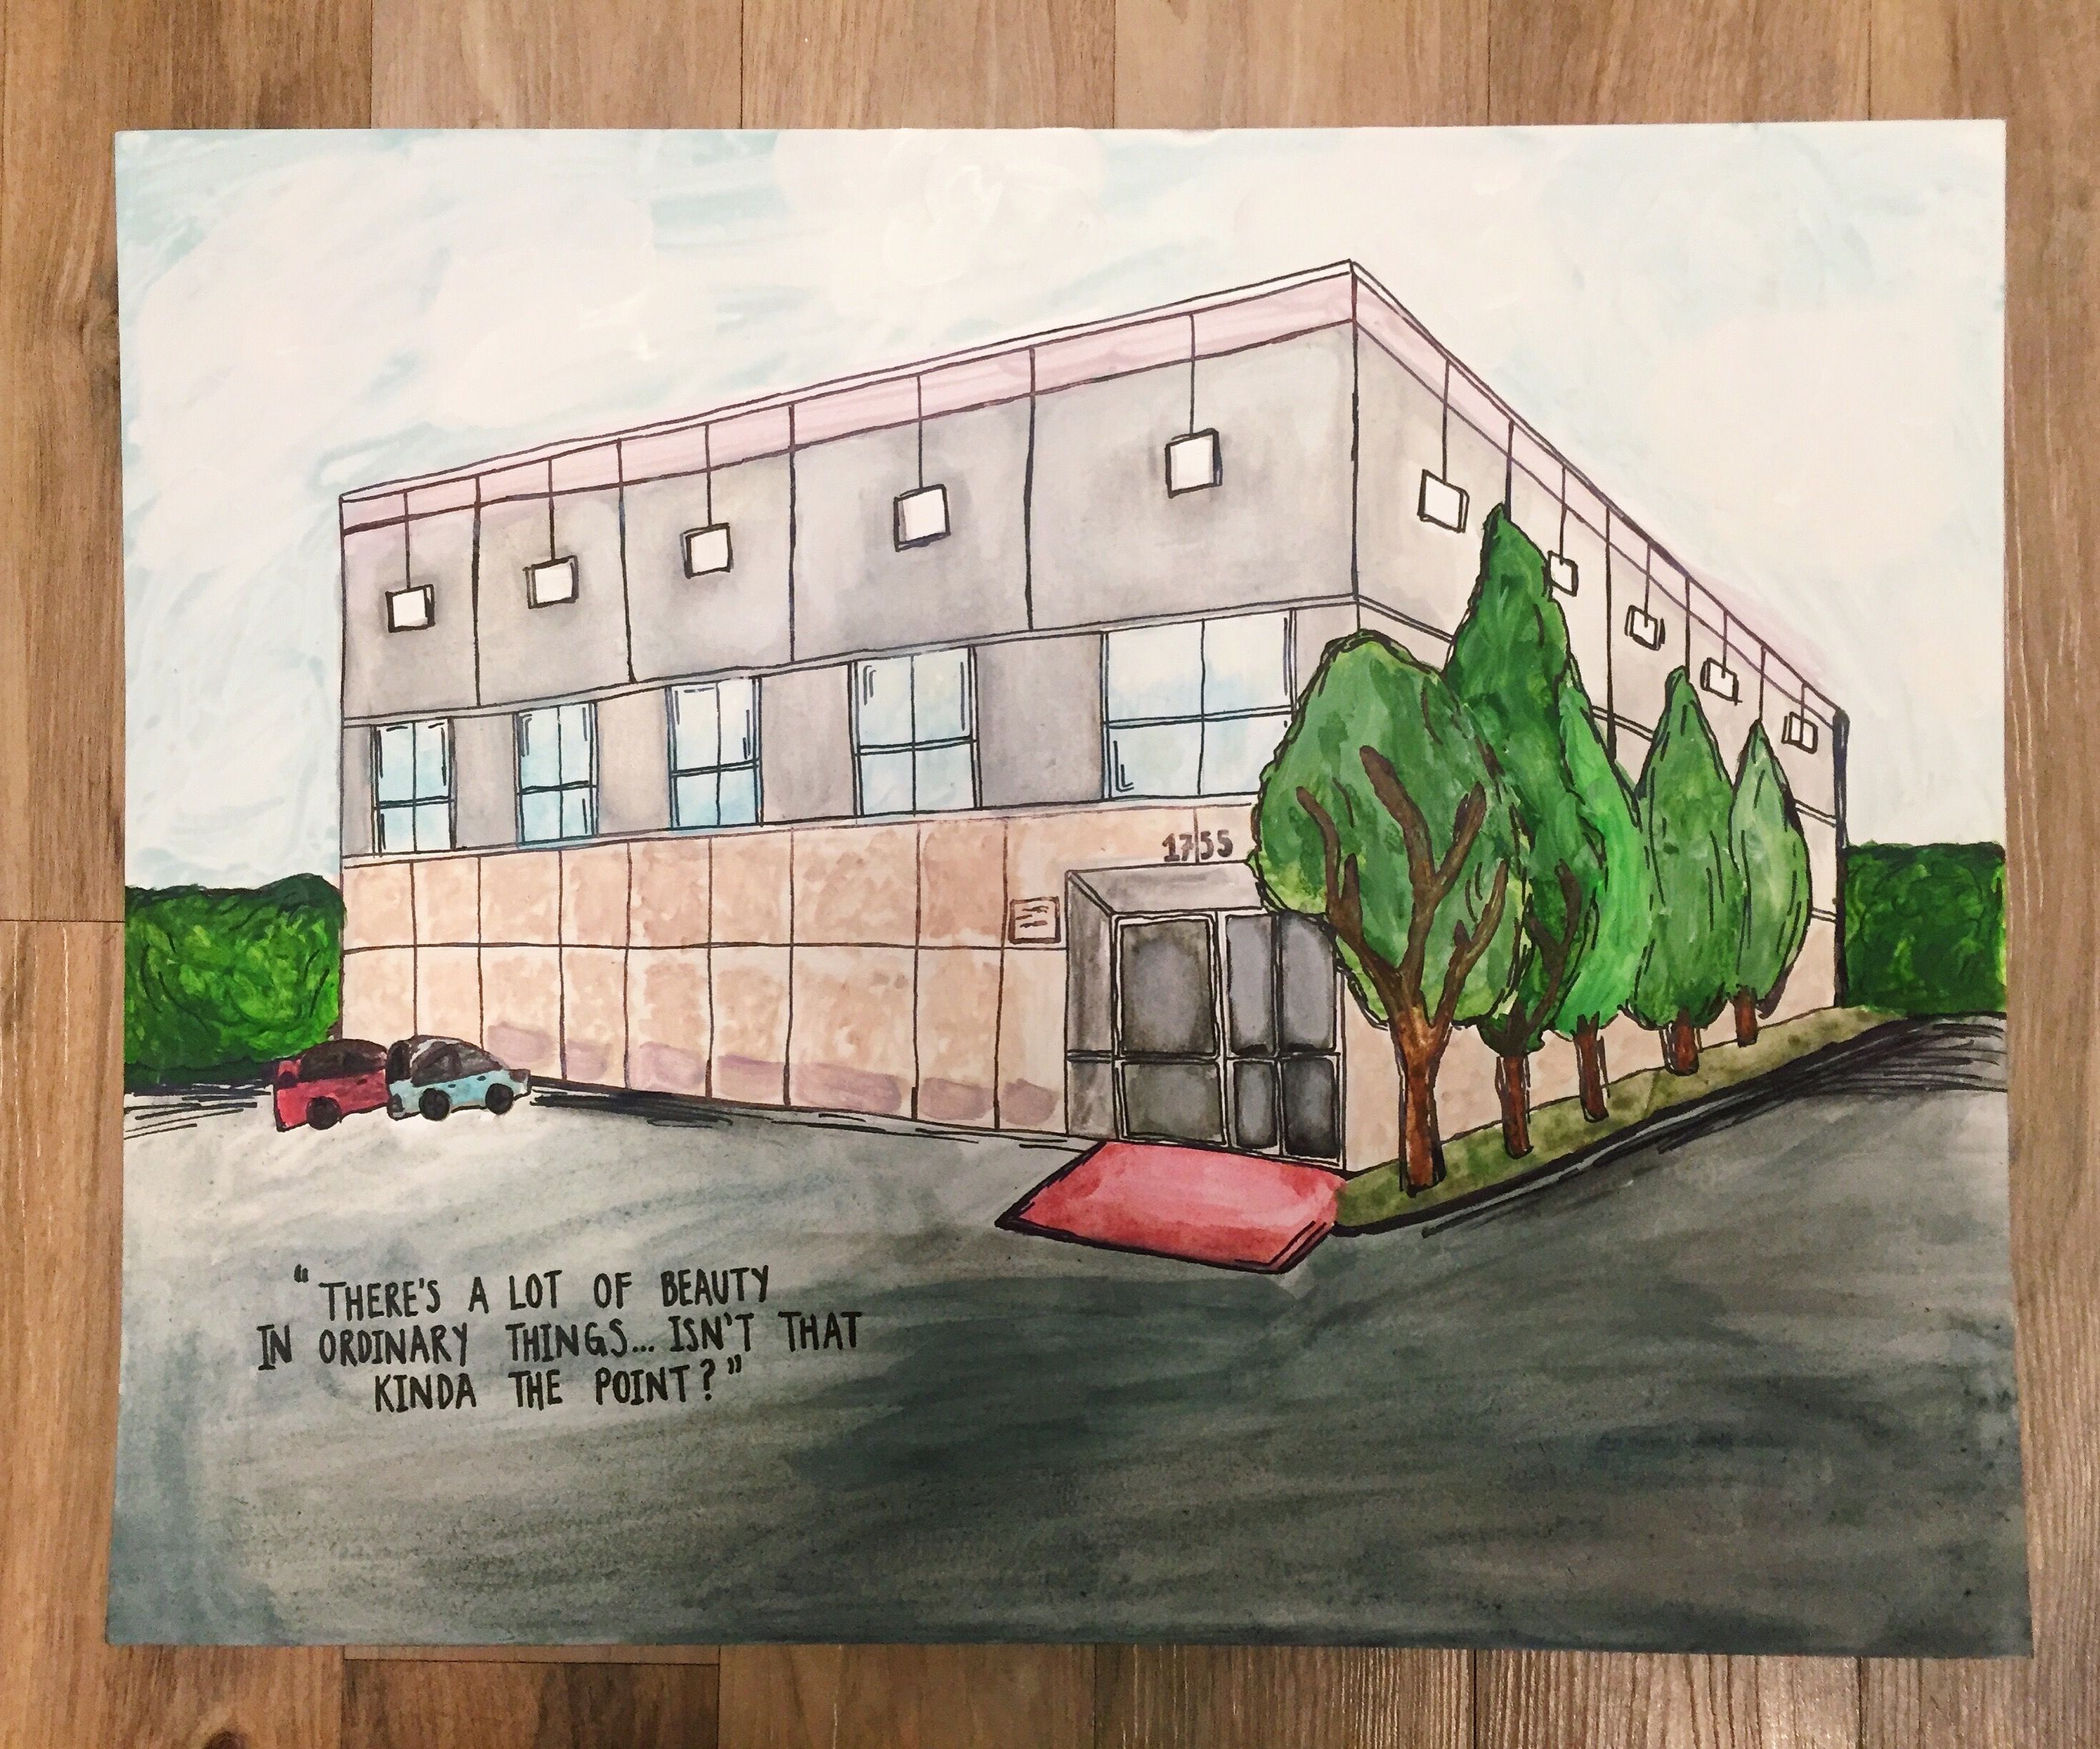 1755
"THERE'S A LOT OF BEAUTY
IN ORDINARY THINGS... ISN'T THAT
KINDA THE POINT?"